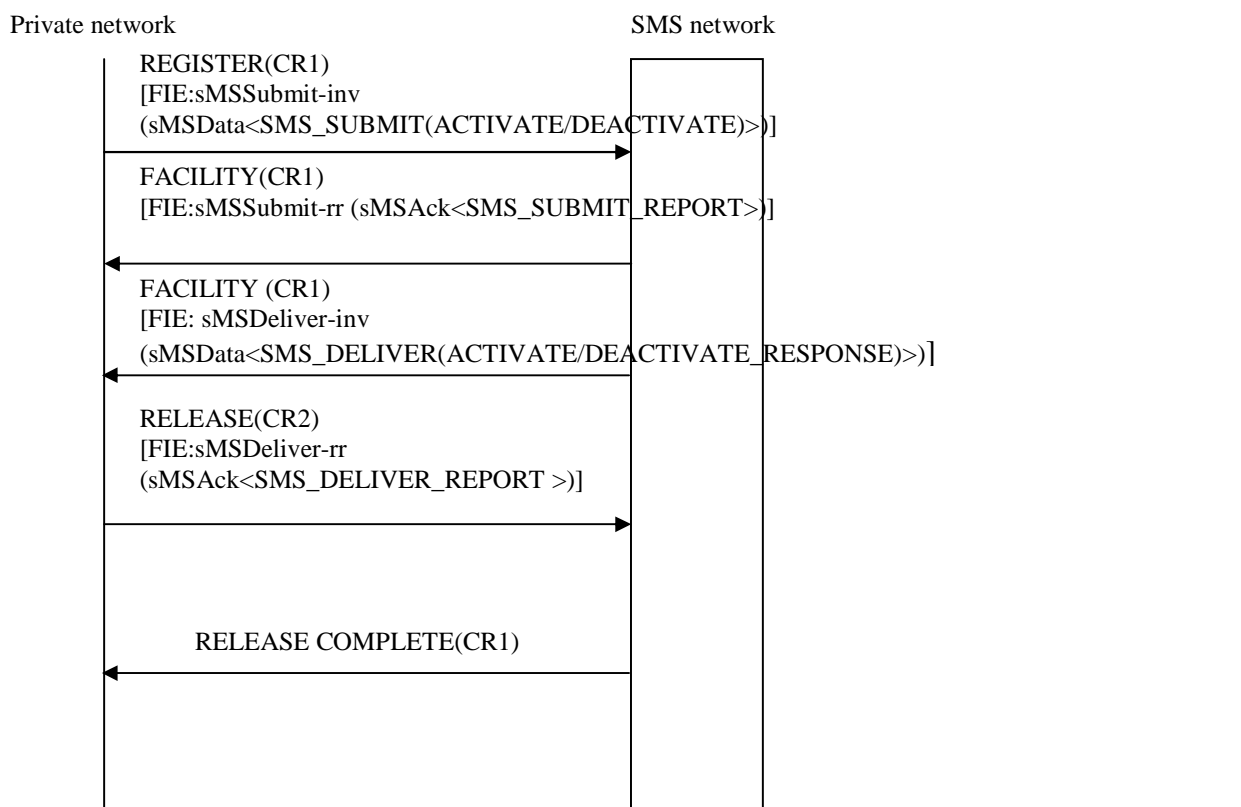 Private network SMS network
REGISTER(CR1)
[FIE:sMSSubmit-inv
(sMSData<SMS_SUBMIT(ACTIVATE/DEACTIVATE)>)]
FACILITY(CR1)
[FIE:sMSSubmit-rr (sMSAck<SMS_SUBMIT_REPORT>)]
FACILITY (CR1)
[FIE: sMSDeliver-inv
(sMSData<SMS_DELIVER(ACTIVATE/DEACTIVATE_RESPONSE)>)]
RELEASE(CR2)
[FIE:sMSDeliver-rr
(sMSAck<SMS_DELIVER_REPORT >)]
RELEASE COMPLETE(CR1)